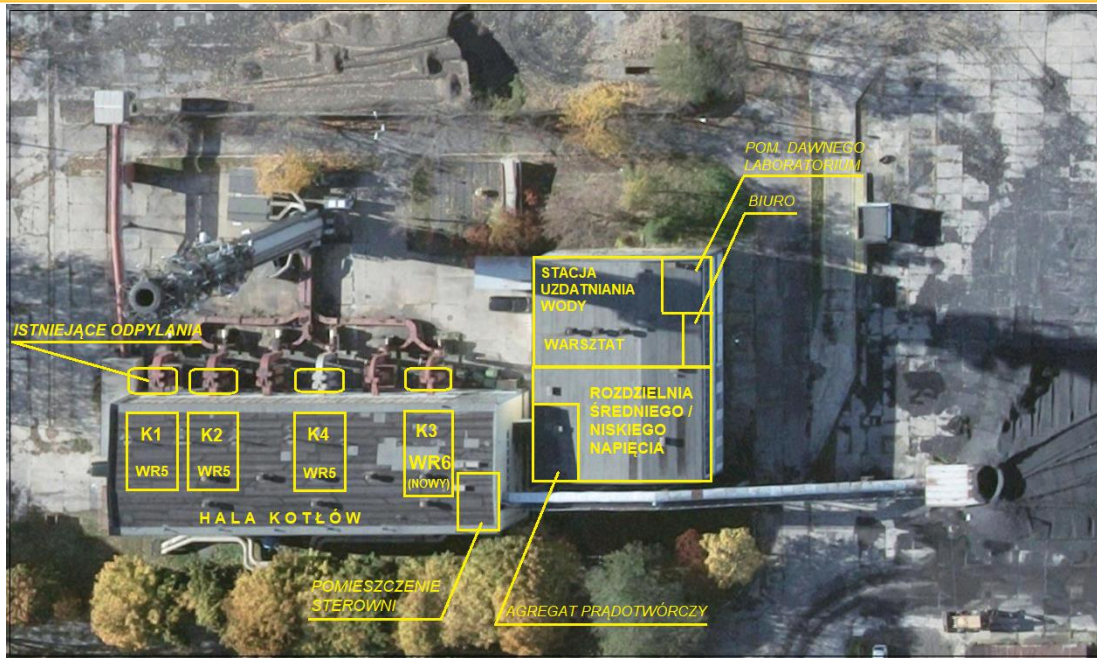 POM. DAWNEGO
LABORATORIUM
BIURO
STACJA
UZDATNIANIA
WODY
WARSZTAT
ISTNIEJĄCE ODPYLANIA
ROZDZIELNIA
ŚREDNIEGO /
NISKIEGO
NAPIĘCIA
K1
WR5
K2
WR5
K4
WR5
K3
WR6
(NOWY)
HALA KOTŁÓW
POMIESZCZENIE
STEROWNI
AGREGAT PRĄDOTWÓRCZY